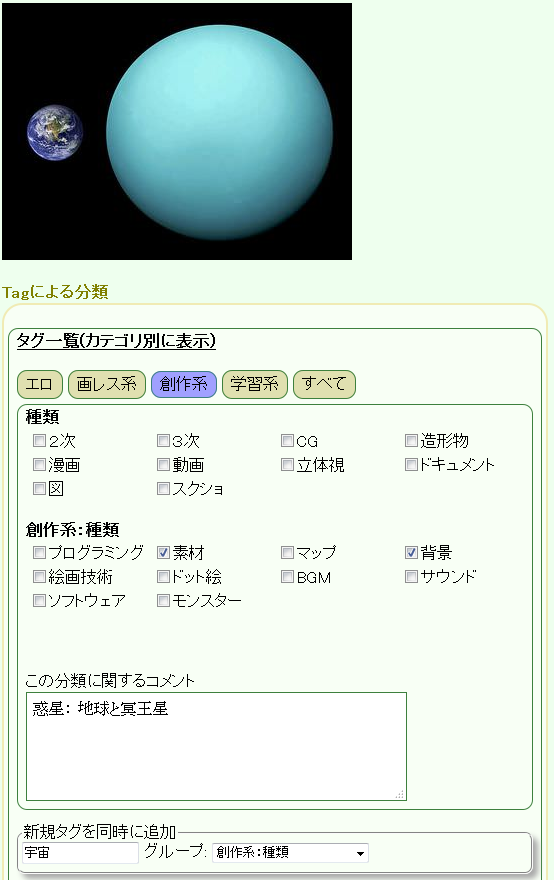 Tagによる分類
タグ一覧(カテゴリ別に表示)
エロ 画レス系 創作系 学習系 すべて
種類
２次 ３次 CG 造形物
漫画 動画 立体視 ドキュメント
図 スクショ
創作系：種類
プログラミング 素材 マップ 背景
絵画技術 ドット絵 BGM サウンド
ソフトウェア モンスター
この分類に関するコメント
惑星： 地球と冥王星
新規タグを同時に追加
宇宙 グループ: 創作系：種類